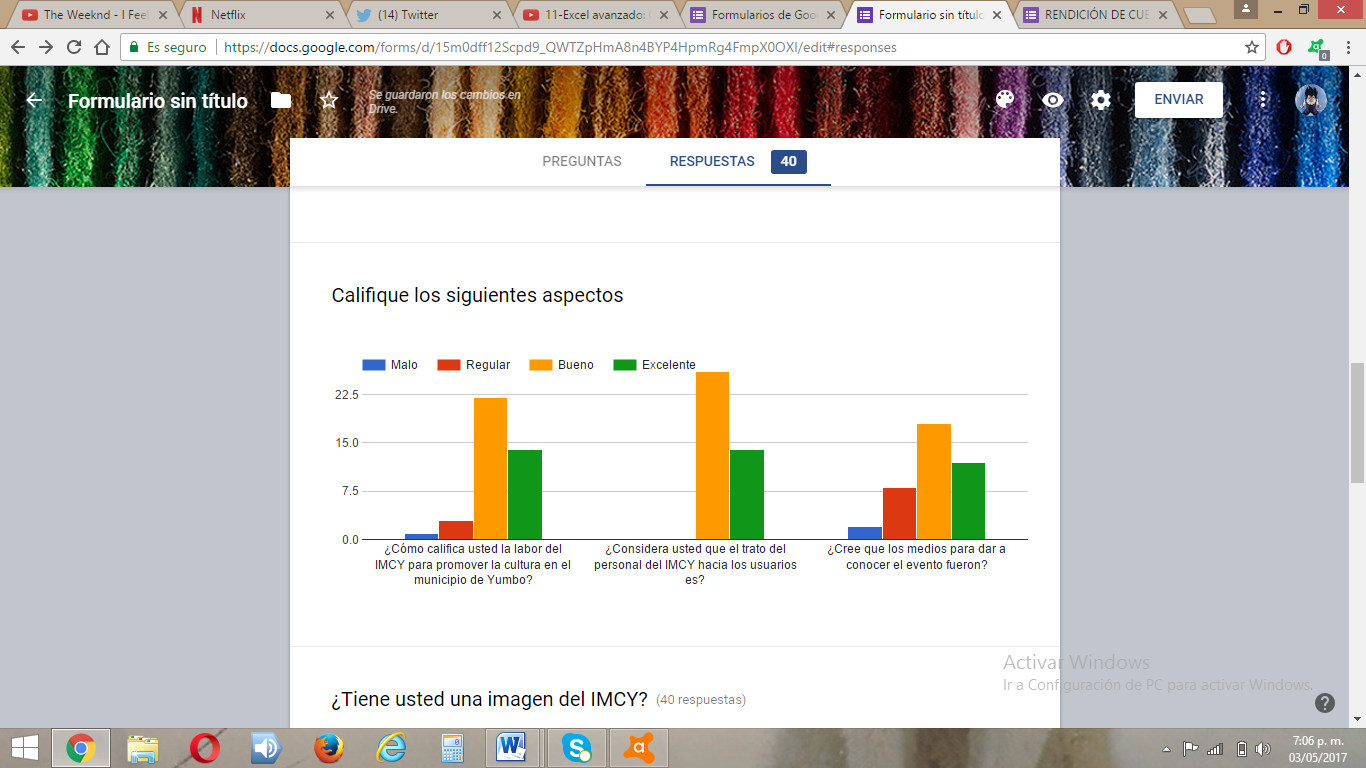 The Weeknd - I Feel
Netflix
(14) Twitter
11-Excel avanzado:
Formularios de Goo
Formulario sin título
RENDICIÓN DE CUE
Es seguro
https://docs.google.com/forms/d/15m0dff12Scpd9_QWTZpHmA8n4BYP4HpmRg4FmpX0OXI/edit#responses
0
Formulario sin título
Se guardaron los cambios en
Drive.
ENVIAR
PREGUNTAS
RESPUESTAS
40
Califique los siguientes aspectos
Malo
Regular
Bueno
Excelente
22.5
15.0
7.5
0.0
¿Cómo califica usted la labor del
IMCY para promover la cultura en el
municipio de Yumbo?
¿Considera usted que el trato del
personal del IMCY hacia los usuarios
es?
¿Cree que los medios para dar a
conocer el evento fueron?
Activar Windows
Ir a Configuración de PC para activar Windows.
¿Tiene usted una imagen del IMCY? (40 respuestas)
7:06 p. m.
03/05/2017